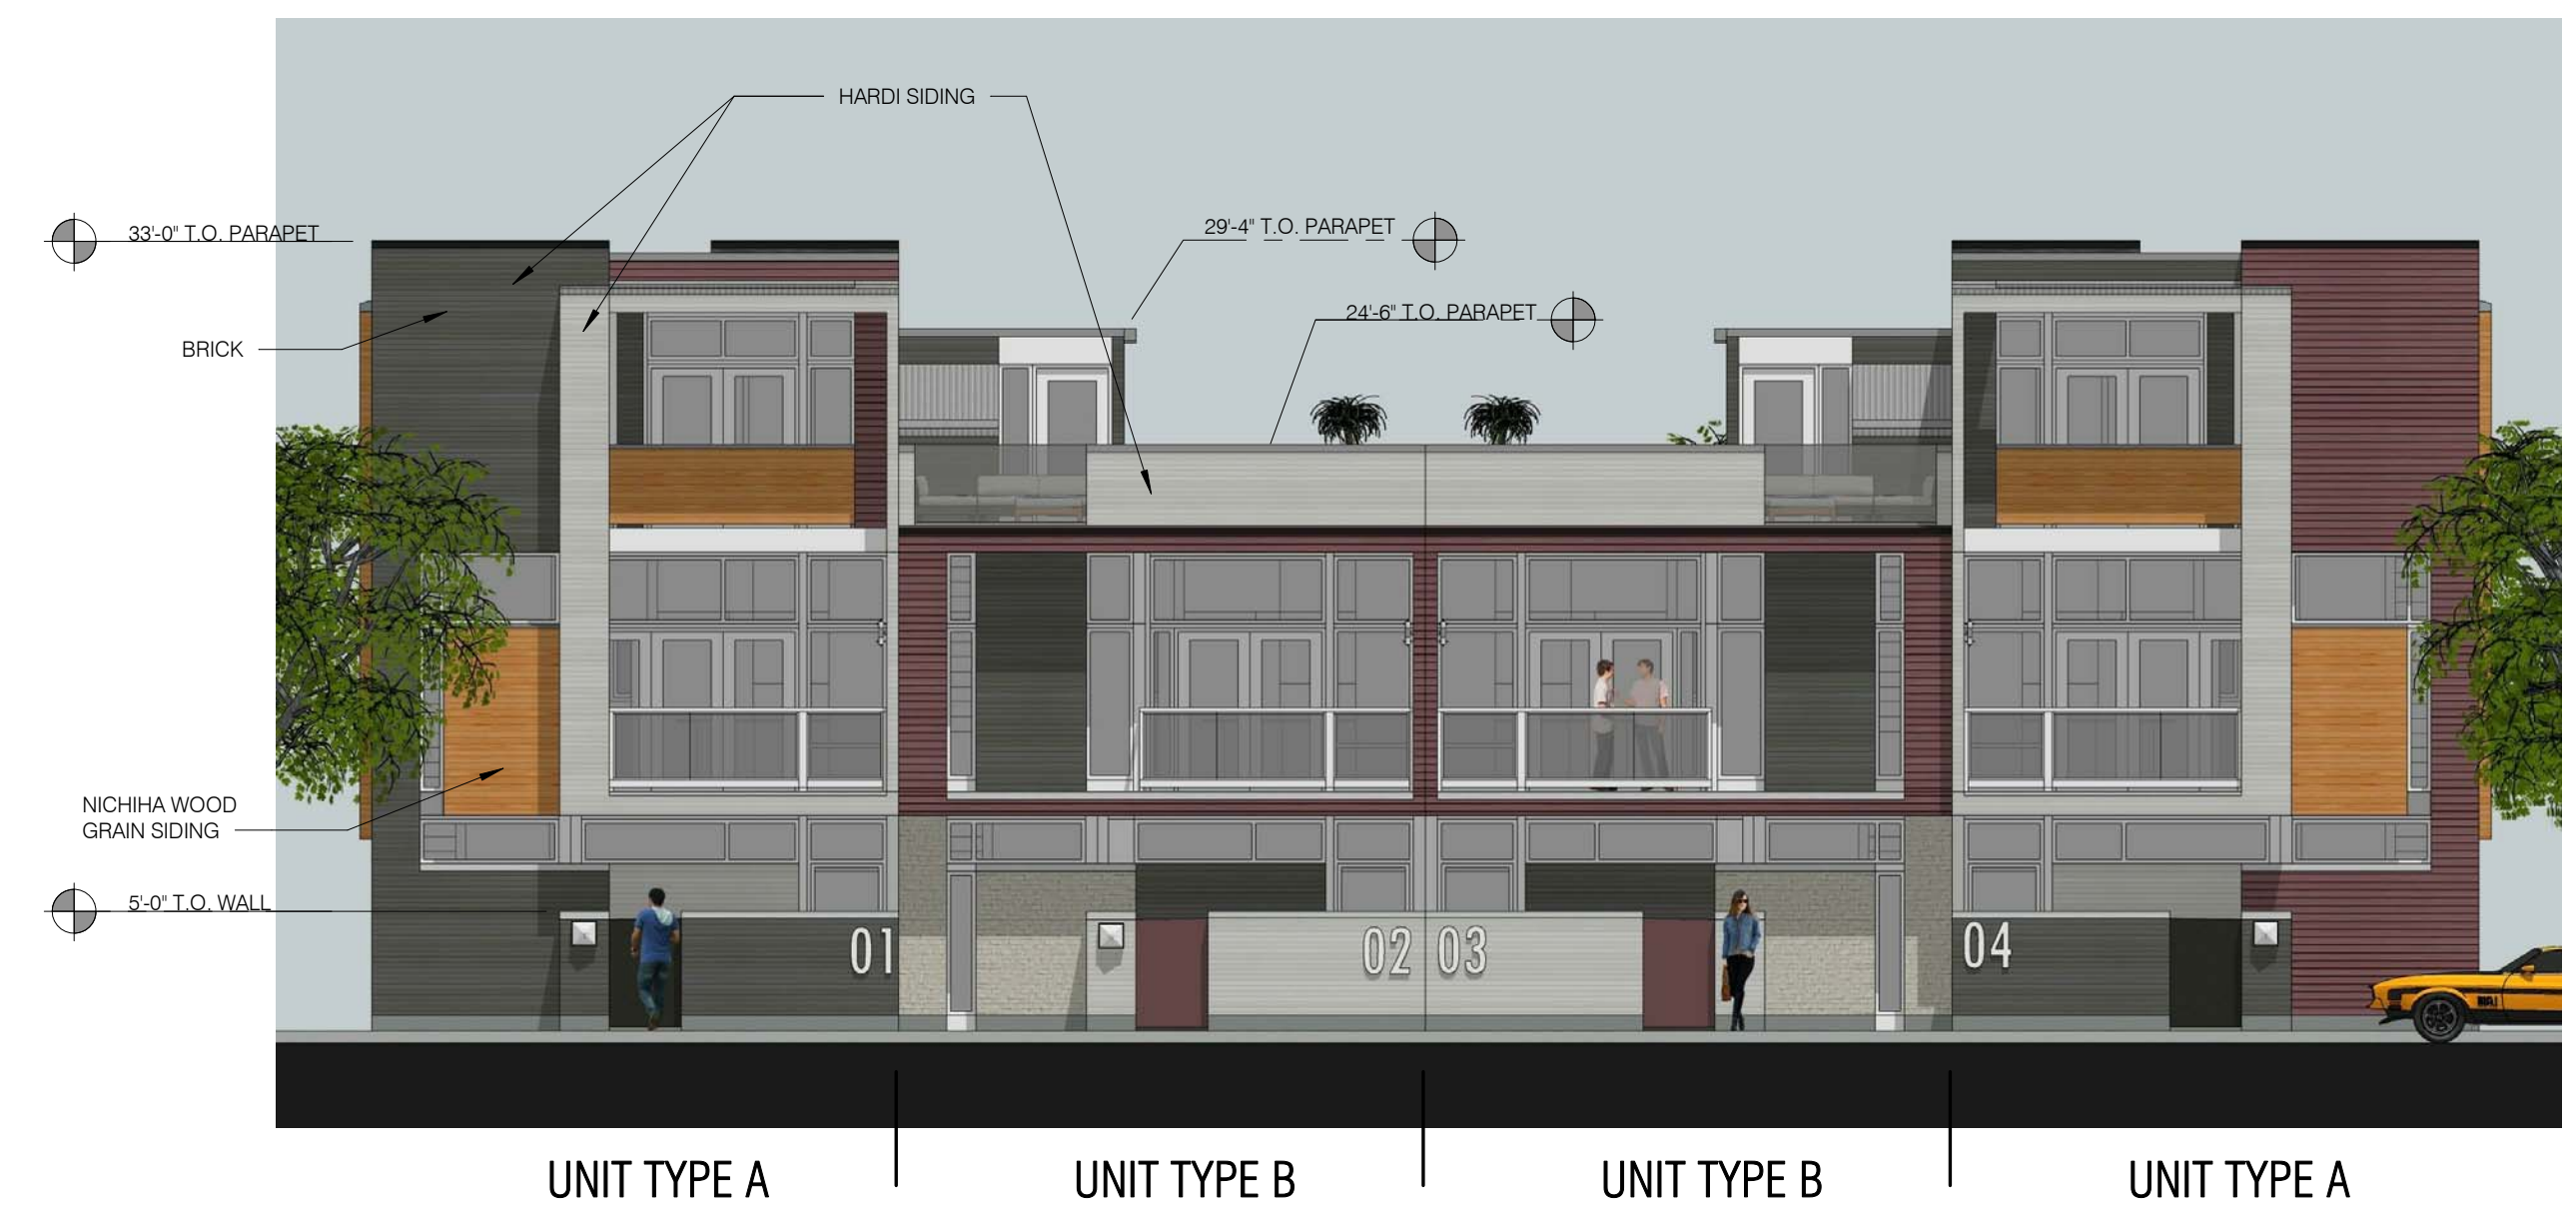 HARDI SIDING
33'-0" T.O. PARAPET
29'-4" T.O. PARAPET
24'-6" T.O. PARAPET
BRICK
NICHIHA WOOD
GRAIN SIDING
5'-0" T.O. WALL
01
02
03
04
UNIT TYPE A
UNIT TYPE B
UNIT TYPE B
UNIT TYPE A